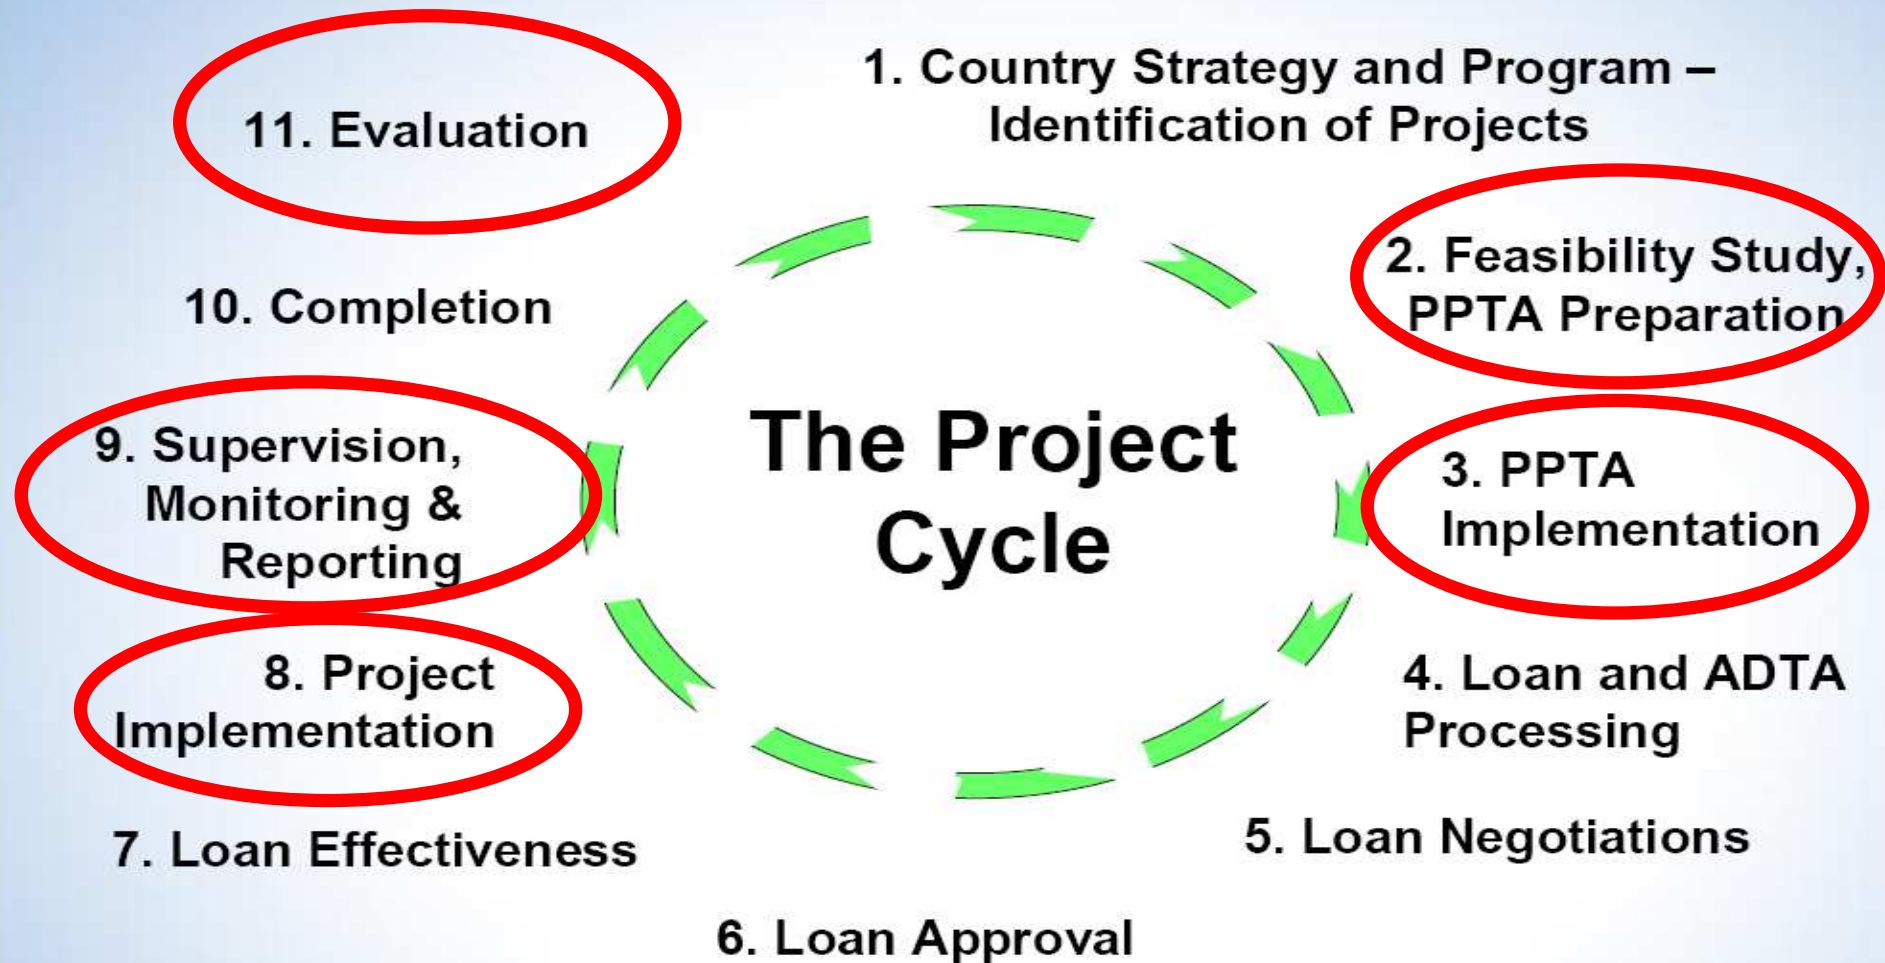 1. Country Strategy and Program –
Identification of Projects
2. Feasibility Study,
PPTA Preparation
3. PPTA
Implementation
4. Loan and ADTA
Processing
5. Loan Negotiations
6. Loan Approval
7. Loan Effectiveness
8. Project
Implementation
9. Supervision,
Monitoring &
Reporting
10. Completion
11. Evaluation
The Project
Cycle